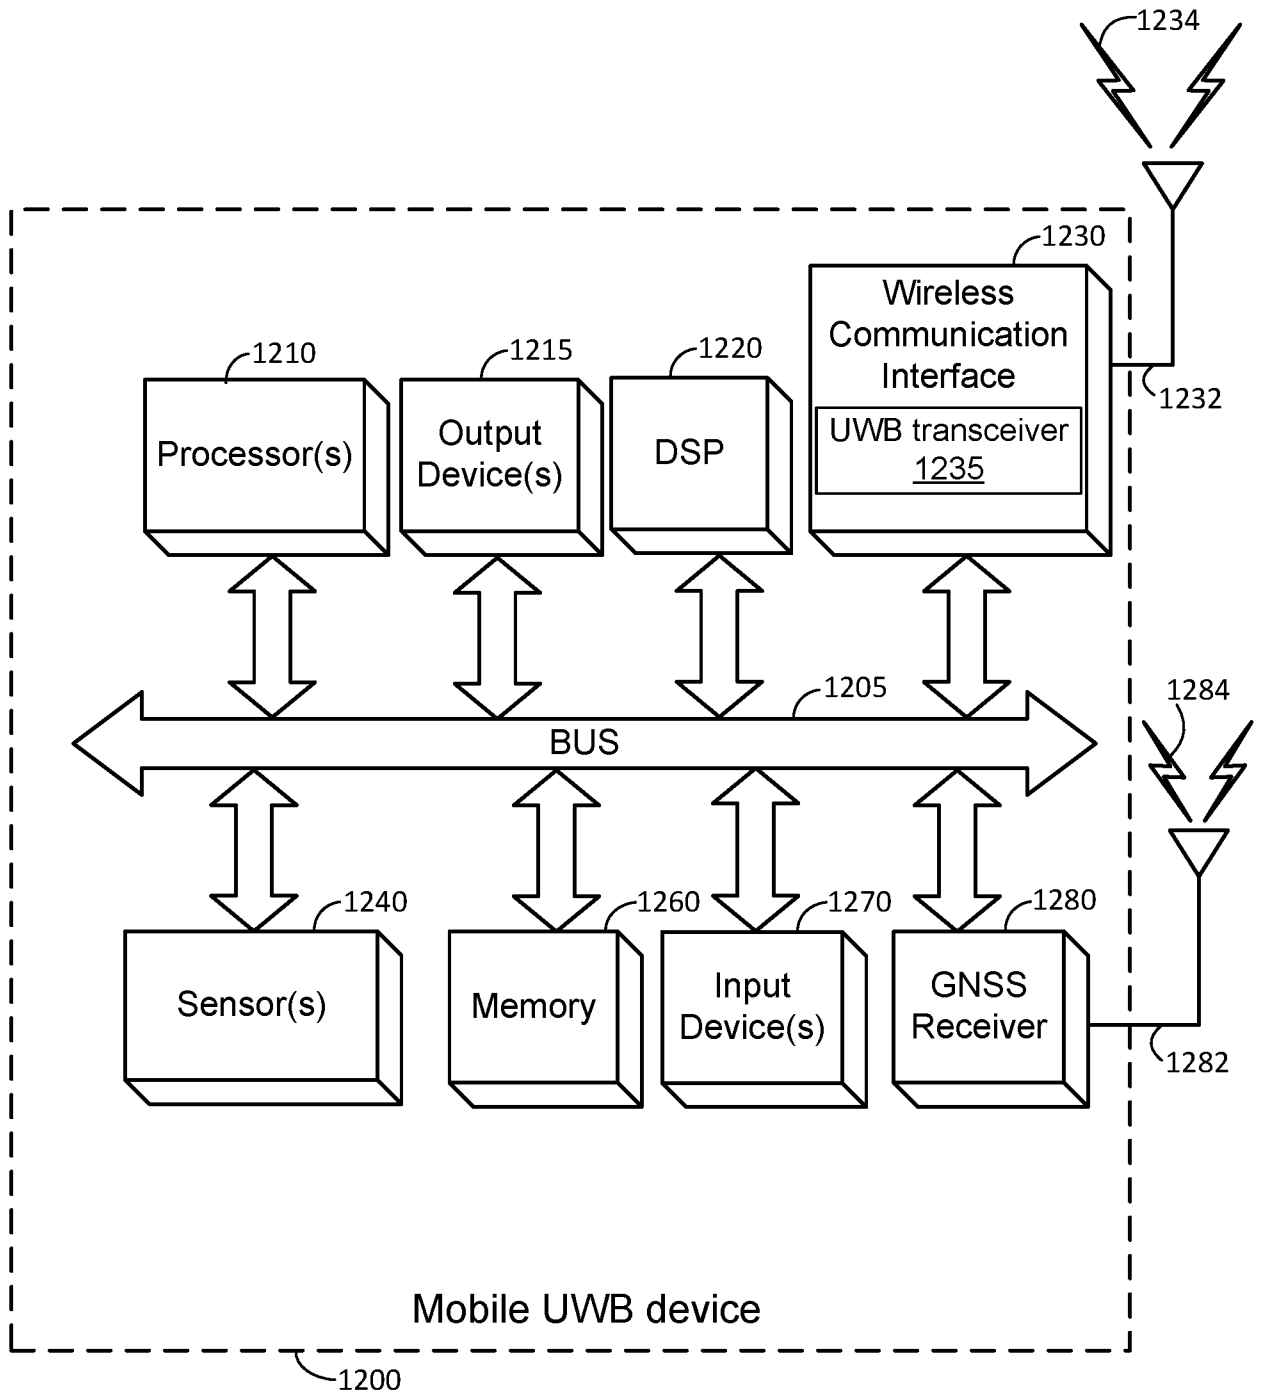 1234
1230
Wireless
Communication
Interface
UWB transceiver
1235
1232
1210
Processor(s)
1215
Output
Device(s)
1220
DSP
1205
BUS
1284
1240
Sensor(s)
1260
Memory
1270
Input
Device(s)
1280
GNSS
Receiver
1282
Mobile UWB device
1200